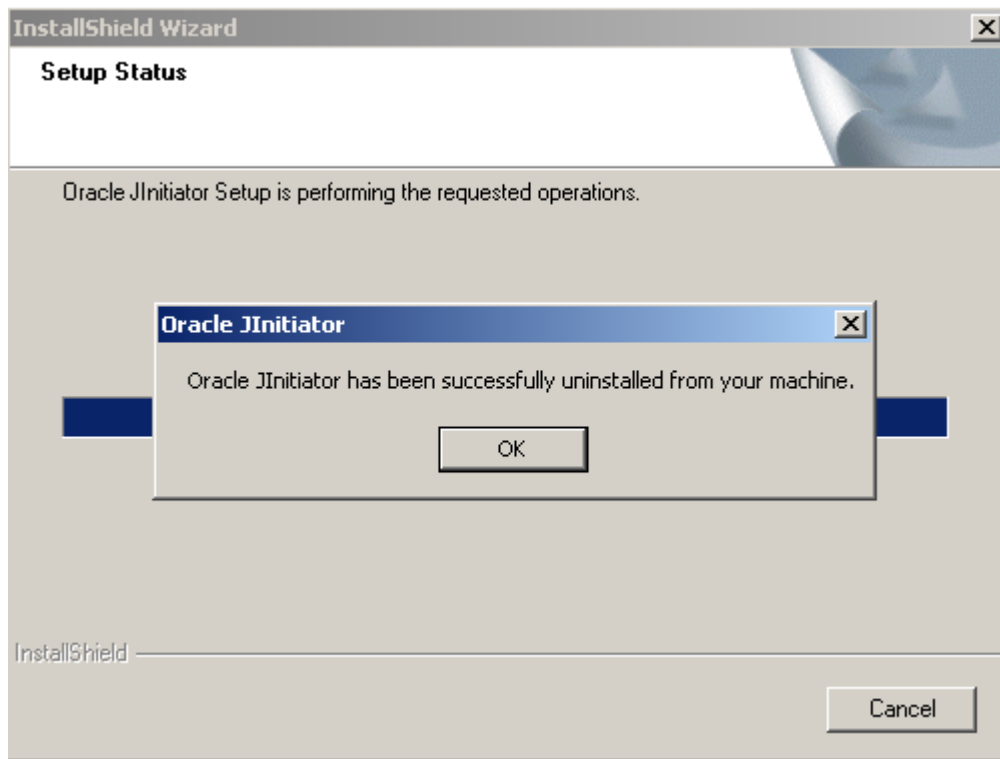 InstallShield Wizard
Setup Status
Oracle JInitiator Setup is performing the requested operations.
Oracle JInitiator
Oracle JInitiator has been successfully uninstalled from your machine.
OK
InstallShield
Cancel